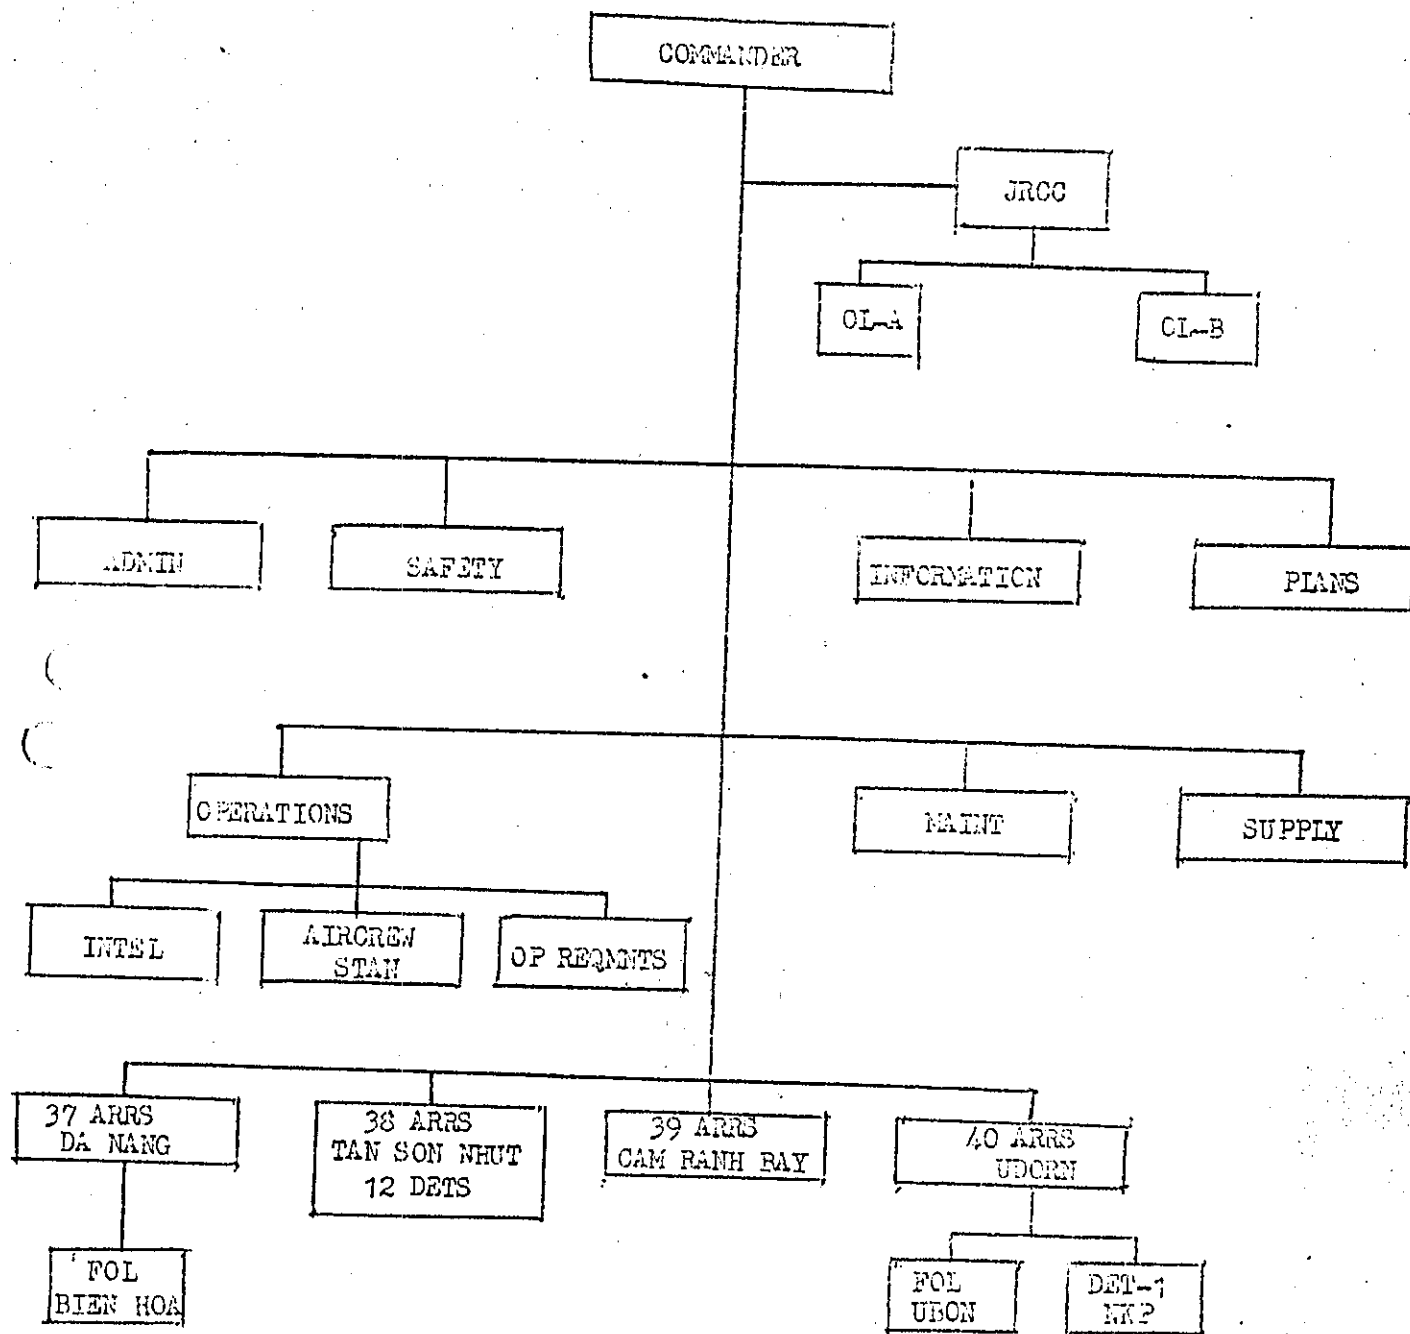 COMMANDER
JRCC
OL-A
OL-B
ADMIN
SAFETY
INFORMATION
PLANS
OPERATIONS
MAINT
SUPPLY
INTEL
AIRCREW
STAN
OP REQMNTS
37 ARRS
DA NANG
38 ARRS
TAN SON NHUT
12 DETS
39 ARRS
CAM RANH BAY
40 ARRS
UDORN
FOL
BIEN HOA
FOL
UBON
DET-1
NKP